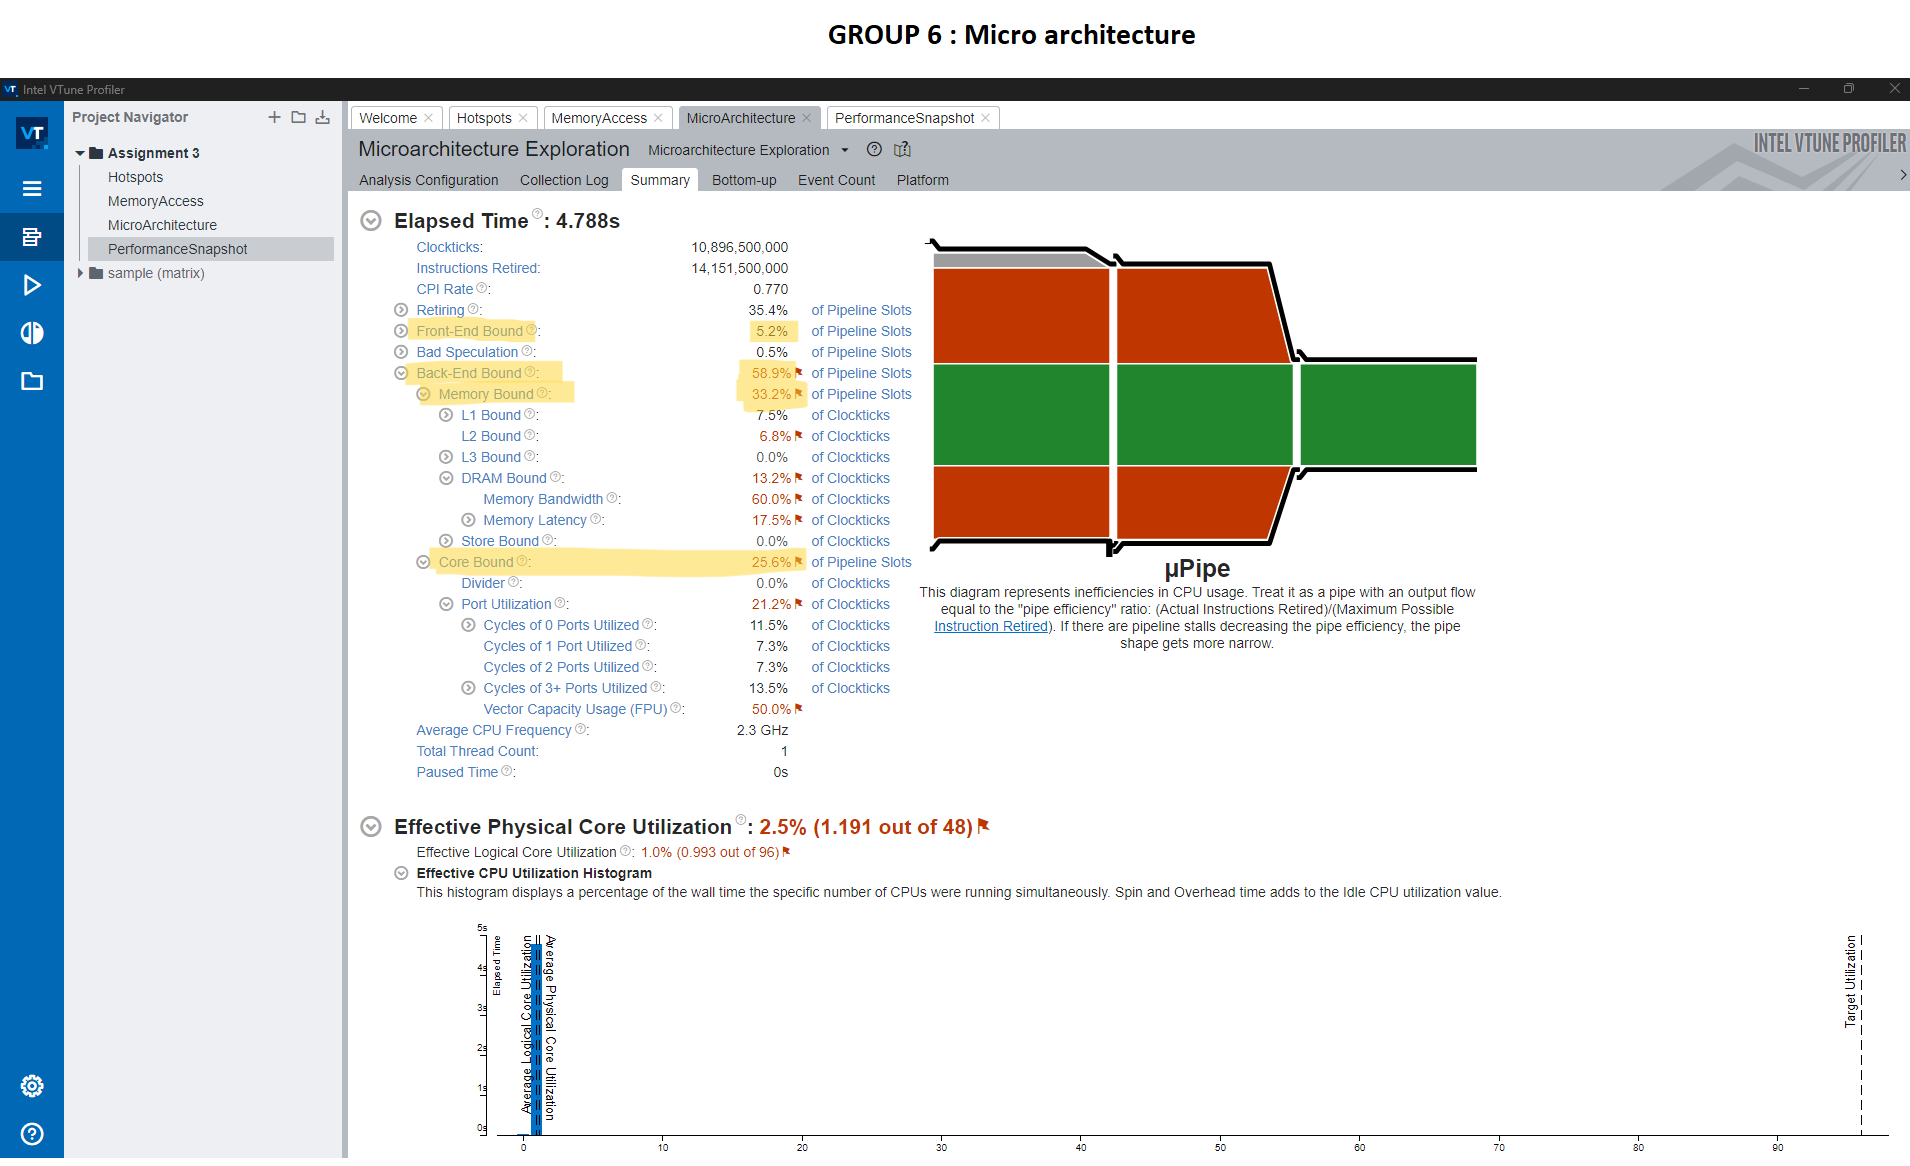 GROUP 6 : Micro architecture
VT Intel VTune Profiler
VT
Project Navigator
Assignment 3
Hotspots
MemoryAccess
MicroArchitecture
PerformanceSnapshot
sample (matrix)
Welcome Hotspots MemoryAccess MicroArchitecture PerformanceSnapshot
Microarchitecture Exploration Microarchitecture Exploration
INTEL VTUNE PROFILER
Analysis Configuration Collection Log Summary Bottom-up Event Count Platform
Elapsed Time: 4.788s
Clockticks: 10,896,500,000
Instructions Retired: 14,151,500,000
CPI Rate: 0.770
Retiring: 35.4% of Pipeline Slots
Front-End Bound: 5.2% of Pipeline Slots
Bad Speculation: 0.5% of Pipeline Slots
Back-End Bound: 58.9% of Pipeline Slots
Memory Bound: 33.2% of Pipeline Slots
L1 Bound: 7.5% of Clockticks
L2 Bound: 6.8% of Clockticks
L3 Bound: 0.0% of Clockticks
DRAM Bound: 13.2% of Clockticks
Memory Bandwidth: 60.0% of Clockticks
Memory Latency: 17.5% of Clockticks
Store Bound: 0.0% of Clockticks
Core Bound: 25.6% of Pipeline Slots
Divider: 0.0% of Clockticks
Port Utilization: 21.2% of Clockticks
Cycles of 0 Ports Utilized: 11.5% of Clockticks
Cycles of 1 Port Utilized: 7.3% of Clockticks
Cycles of 2 Ports Utilized: 7.3% of Clockticks
Cycles of 3+ Ports Utilized: 13.5% of Clockticks
Vector Capacity Usage (FPU): 50.0%
Average CPU Frequency: 2.3 GHz
Total Thread Count: 1
Paused Time: 0s
µPipe
This diagram represents inefficiencies in CPU usage. Treat it as a pipe with an output flow
equal to the "pipe efficiency" ratio: (Actual Instructions Retired)/(Maximum Possible
Instruction Retired). If there are pipeline stalls decreasing the pipe efficiency, the pipe
shape gets more narrow.
Effective Physical Core Utilization: 2.5% (1.191 out of 48)
Effective Logical Core Utilization: 1.0% (0.993 out of 96)
Effective CPU Utilization Histogram
This histogram displays a percentage of the wall time the specific number of CPUs were running simultaneously. Spin and Overhead time adds to the Idle CPU utilization value.
5s
4s
3s
2s
1s
0s
Elapsed Time
Average Logical Core Utilization
Average Physical Core Utilization
Target Utilization
0 10 20 30 40 50 60 70 80 90